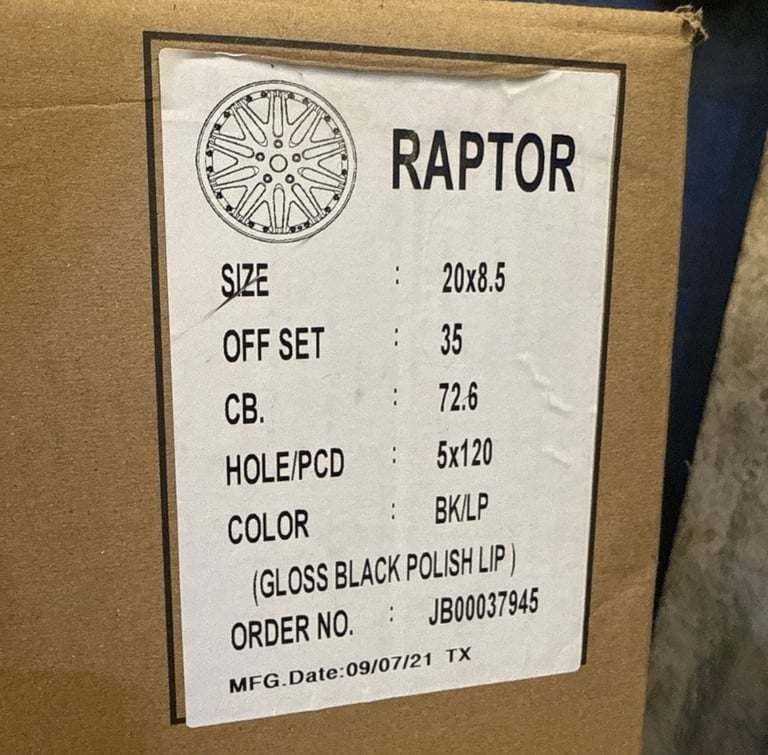 RAPTOR
SIZE : 20x8.5
OFF SET : 35
CB. : 72.6
HOLE/PCD : 5x120
COLOR : BK/LP
(GLOSS BLACK POLISH LIP)
ORDER NO. : JB00037945
MFG.Date:09/07/21 TX